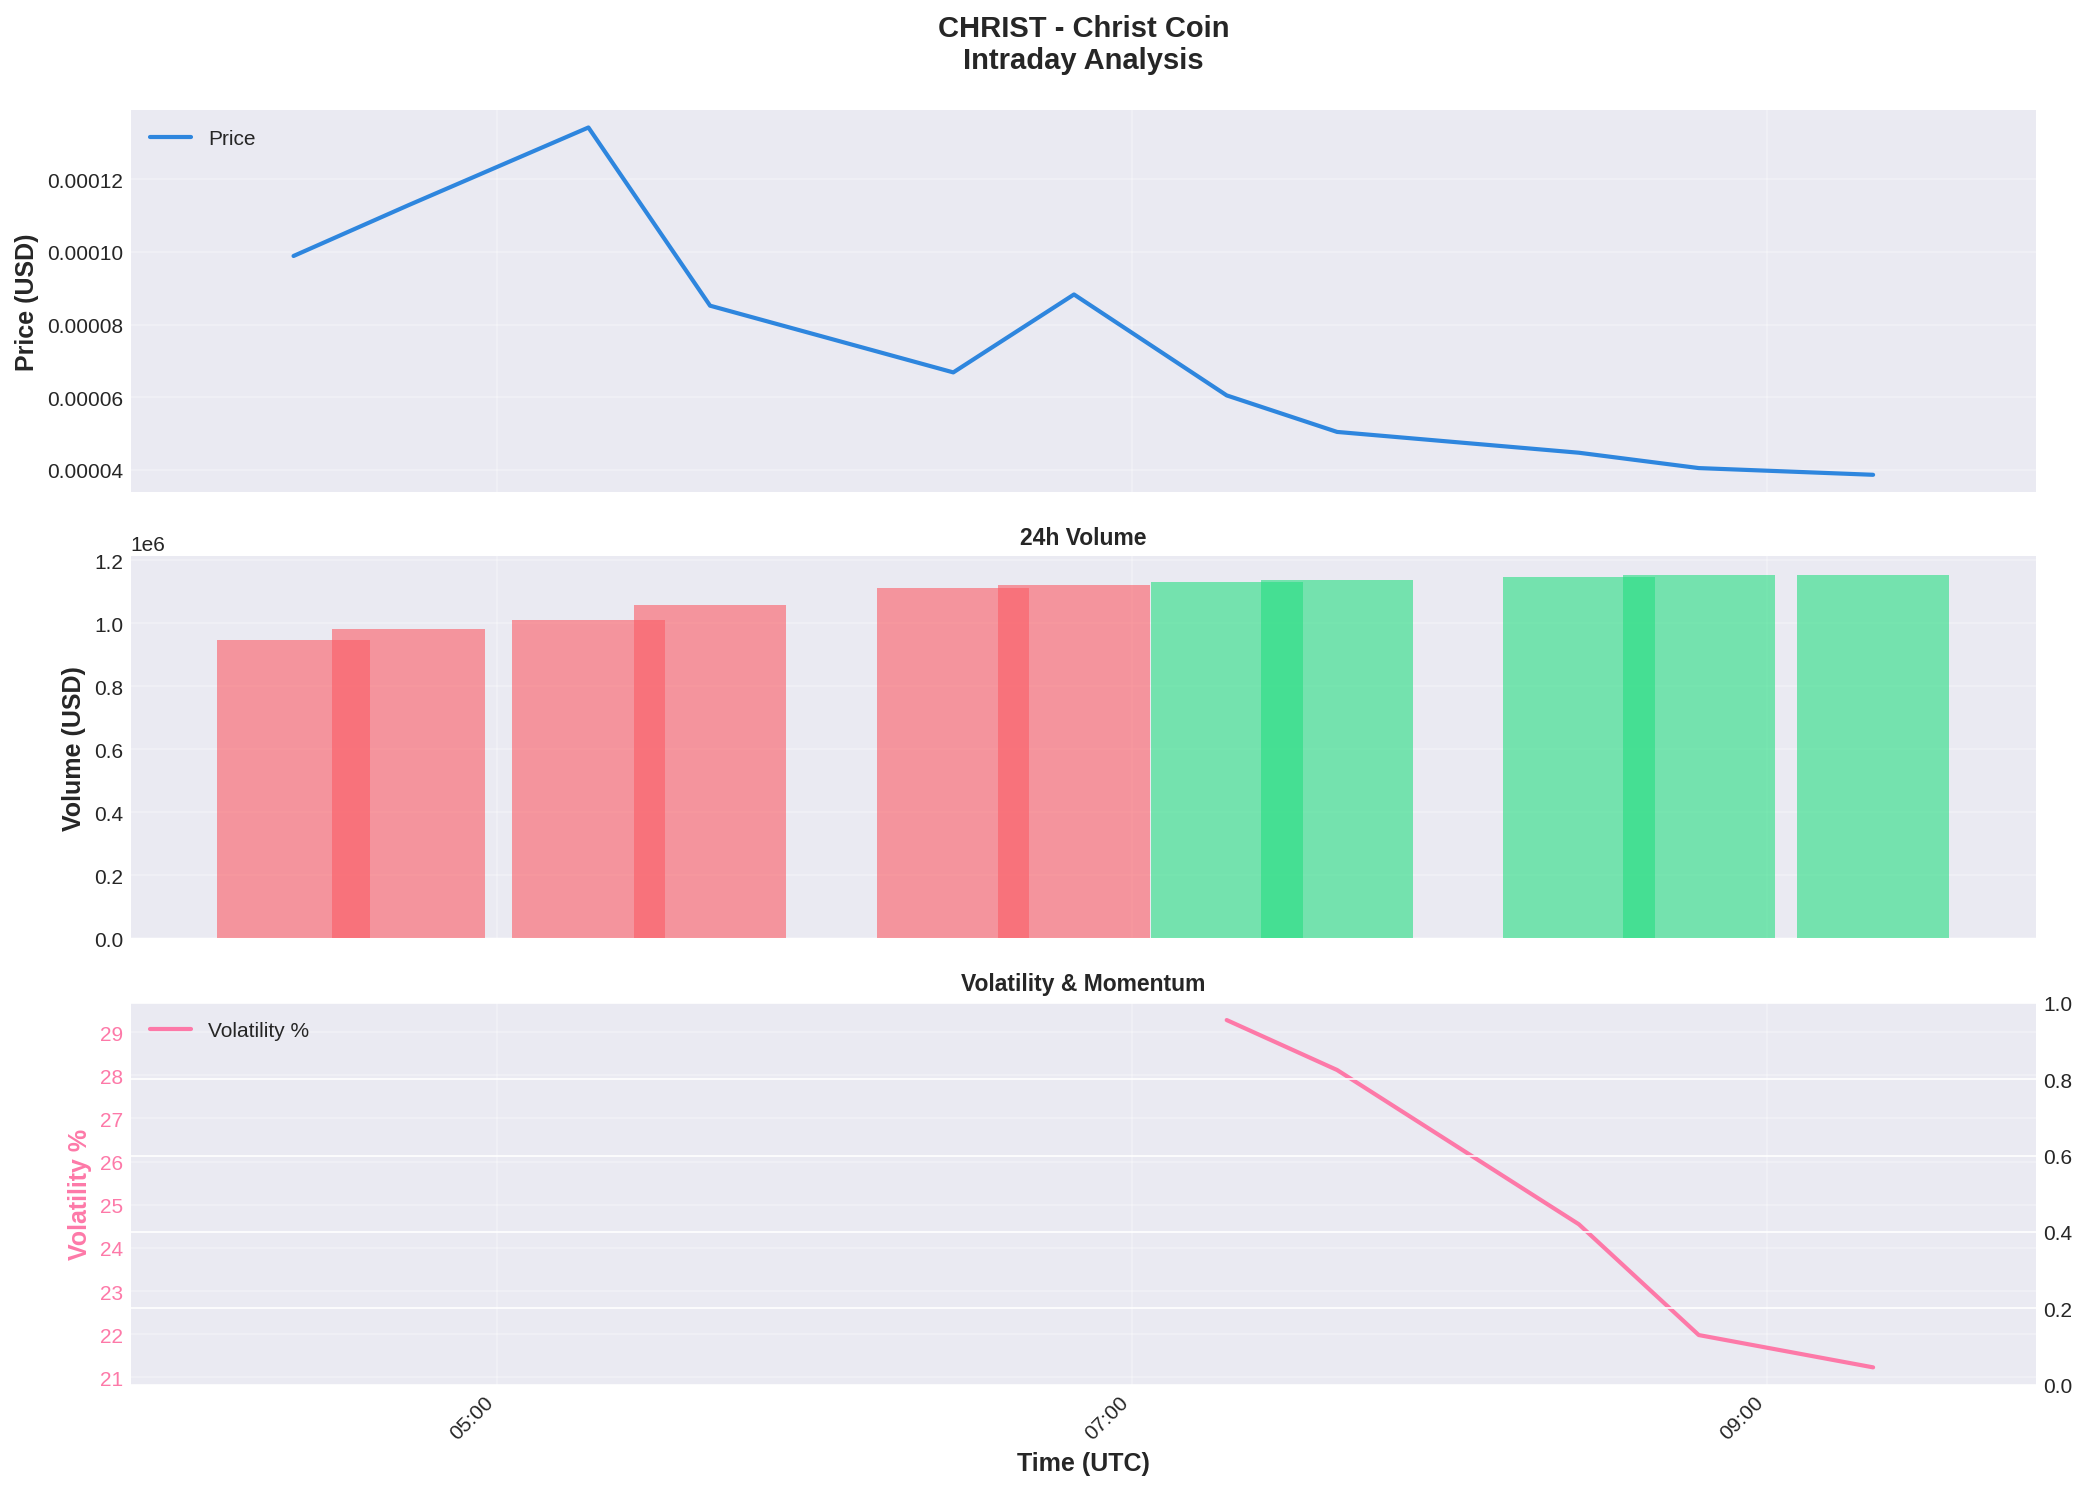 CHRIST - Christ Coin
Intraday Analysis
Price
0.00012
0.00010
0.00008
0.00006
0.00004
Price (USD)
24h Volume
1e6
1.2
1.0
0.8
0.6
0.4
0.2
0.0
Volume (USD)
Volatility & Momentum
Volatility %
29
28
27
26
25
24
23
22
21
Volatility %
1.0
0.8
0.6
0.4
0.2
0.0
05:00
07:00
09:00
Time (UTC)